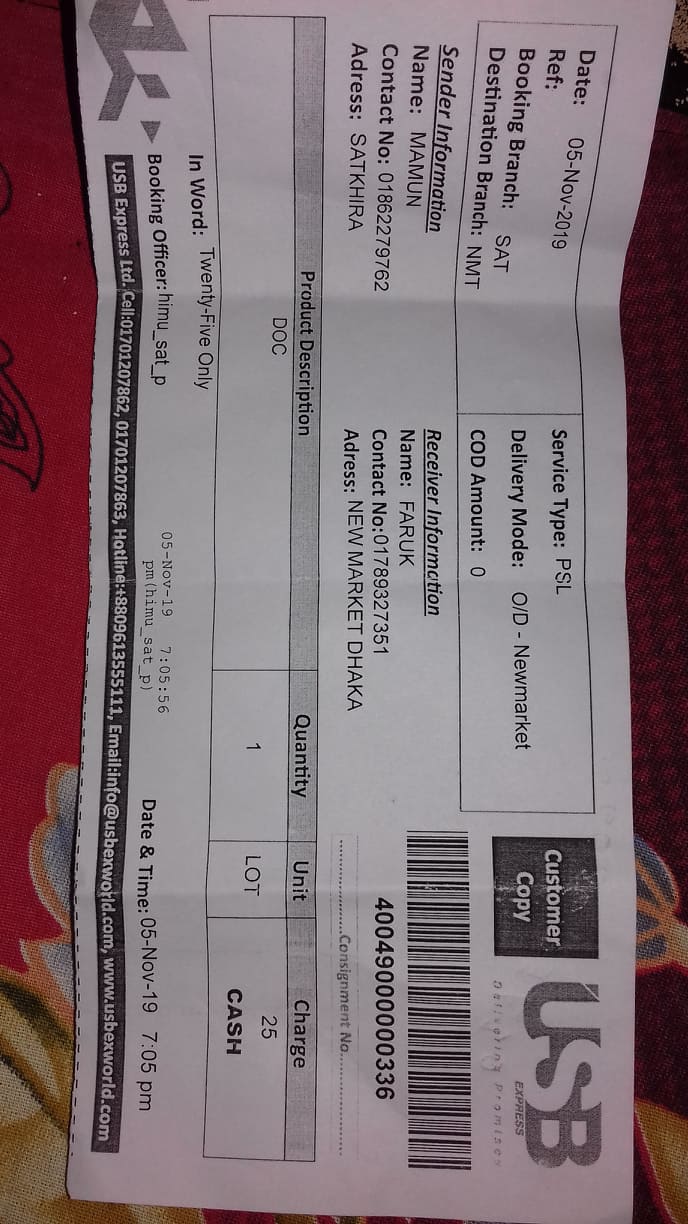 Date: 05-Nov-2019
Ref:
Booking Branch: SAT
Destination Branch: NMT
Service Type: PSL
Delivery Mode: O/D - Newmarket
COD Amount: 0
Customer
Copy
USB
EXPRESS
Delivering Promises
Sender Information
Name: MAMUN
Contact No: 01862279762
Adress: SATKHIRA
Receiver Information
Name: FARUK
Contact No:01789327351
Adress: NEW MARKET DHAKA
4004900000000336
....................Consignment No....................
Product Description Quantity Unit Charge
DOC 1 LOT 25
CASH
In Word: Twenty-Five Only
05-Nov-19 7:05:56
pm(himu_sat_p)
Booking Officer: himu_sat_p
Date & Time: 05-Nov-19 7:05 pm
USB Express Ltd. Cell:01701207862, 01701207863, Hotline:+8809613555111, Email:info@usbexworld.com, www.usbexworld.com